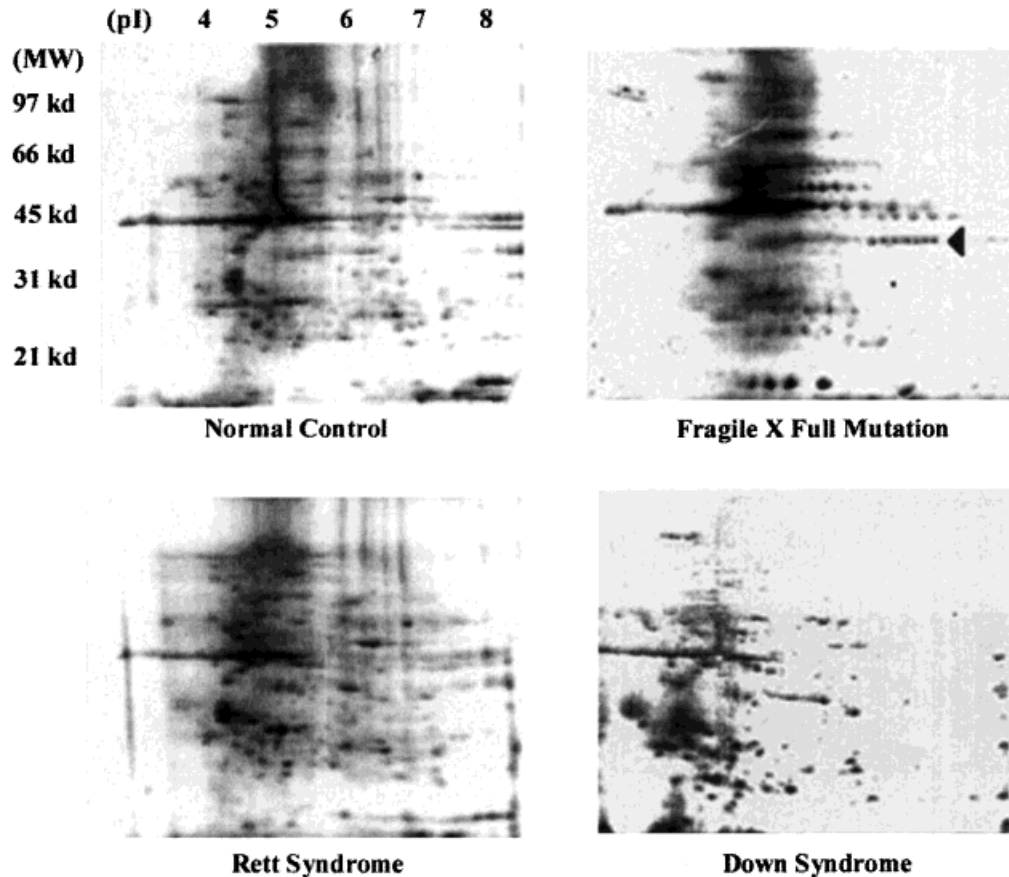 (pI) 4 5 6 7 8
(MW)
97 kd
66 kd
45 kd
31 kd
21 kd
Normal Control
Fragile X Full Mutation
Rett Syndrome
Down Syndrome